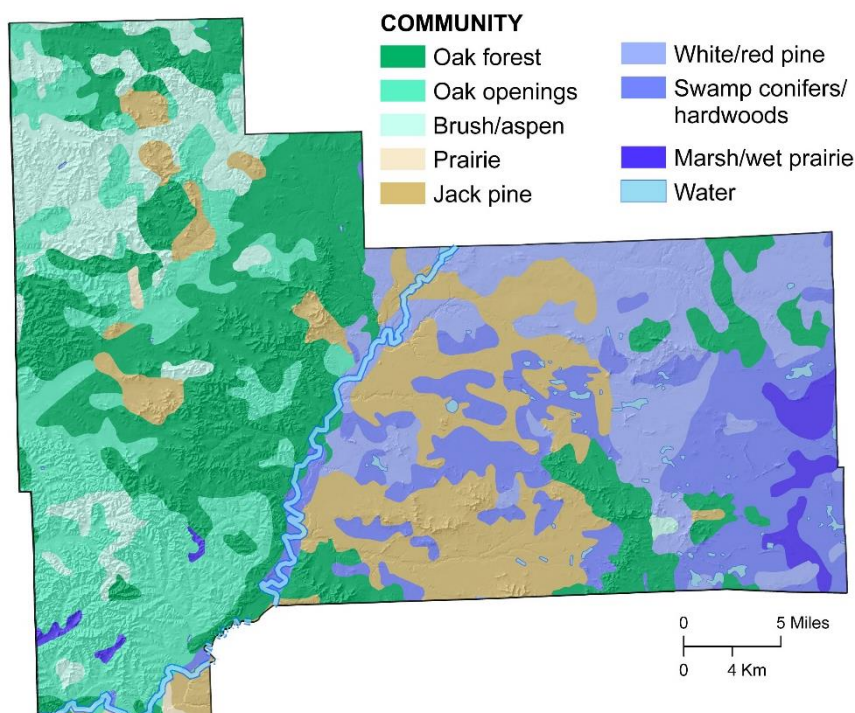 COMMUNITY
Oak forest
Oak openings
Brush/aspen
Prairie
Jack pine
White/red pine
Swamp conifers/
hardwoods
Marsh/wet prairie
Water
0 5 Miles
0 4 Km